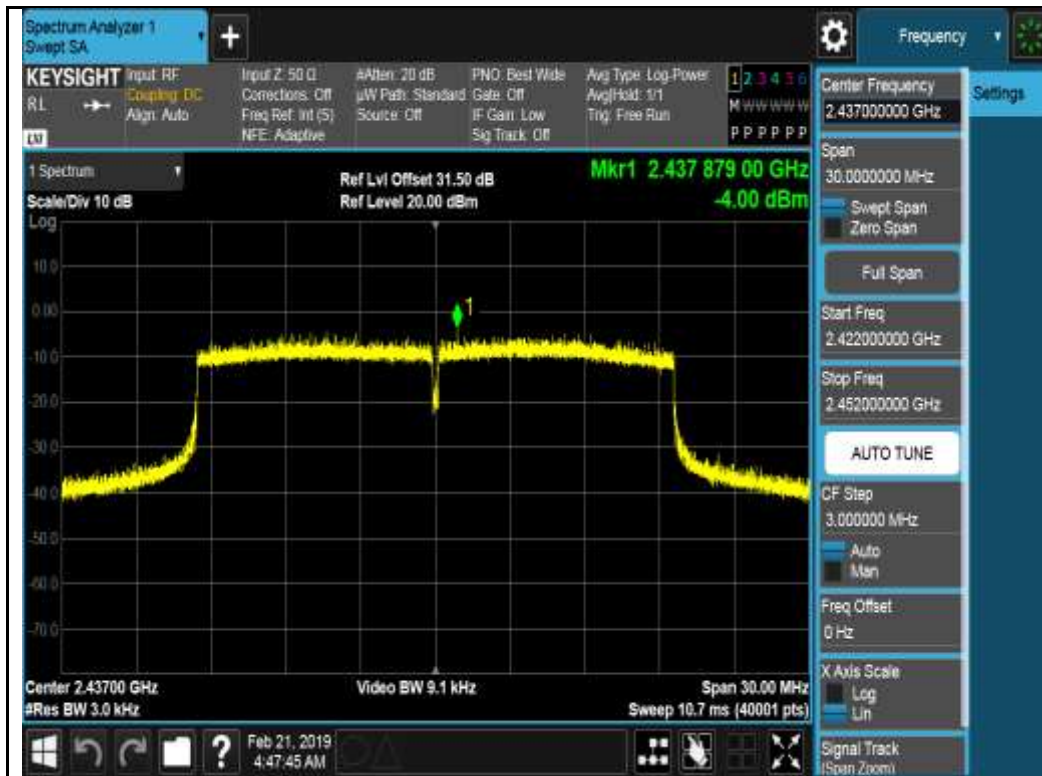 Spectrum Analyzer 1
Swept SA
+
Frequency
KEYSIGHT
RL
Input: RF
Coupling: DC
Align: Auto
Input Z: 50 Ω
Corrections: Off
Freq Ref: Int (S)
NFE: Adaptive
#Atten: 20 dB
µW Path: Standard
Source: Off
PNO: Best Wide
Gate: Off
IF Gain: Low
Sig Track: Off
Avg Type: Log-Power
Avg|Hold: 1/1
Trig: Free Run
1 2 3 4 5 6
M W W W W W
P P P P P P
1 Spectrum
Scale/Div 10 dB
Log
Ref Lvl Offset 31.50 dB
Ref Level 20.00 dBm
Mkr1 2.437 879 00 GHz
-4.00 dBm
10.0
0.00
-10.0
-20.0
-30.0
-40.0
-50.0
-60.0
-70.0
1
Center 2.43700 GHz
#Res BW 3.0 kHz
Video BW 9.1 kHz
Span 30.00 MHz
Sweep 10.7 ms (40001 pts)
Center Frequency
2.437000000 GHz
Settings
Span
30.0000000 MHz
Swept Span
Zero Span
Full Span
Start Freq
2.422000000 GHz
Stop Freq
2.452000000 GHz
AUTO TUNE
CF Step
3.000000 MHz
Auto
Man
Freq Offset
0 Hz
X Axis Scale
Log
Lin
Signal Track
(Span Zoom)
?
Feb 21, 2019
4:47:45 AM